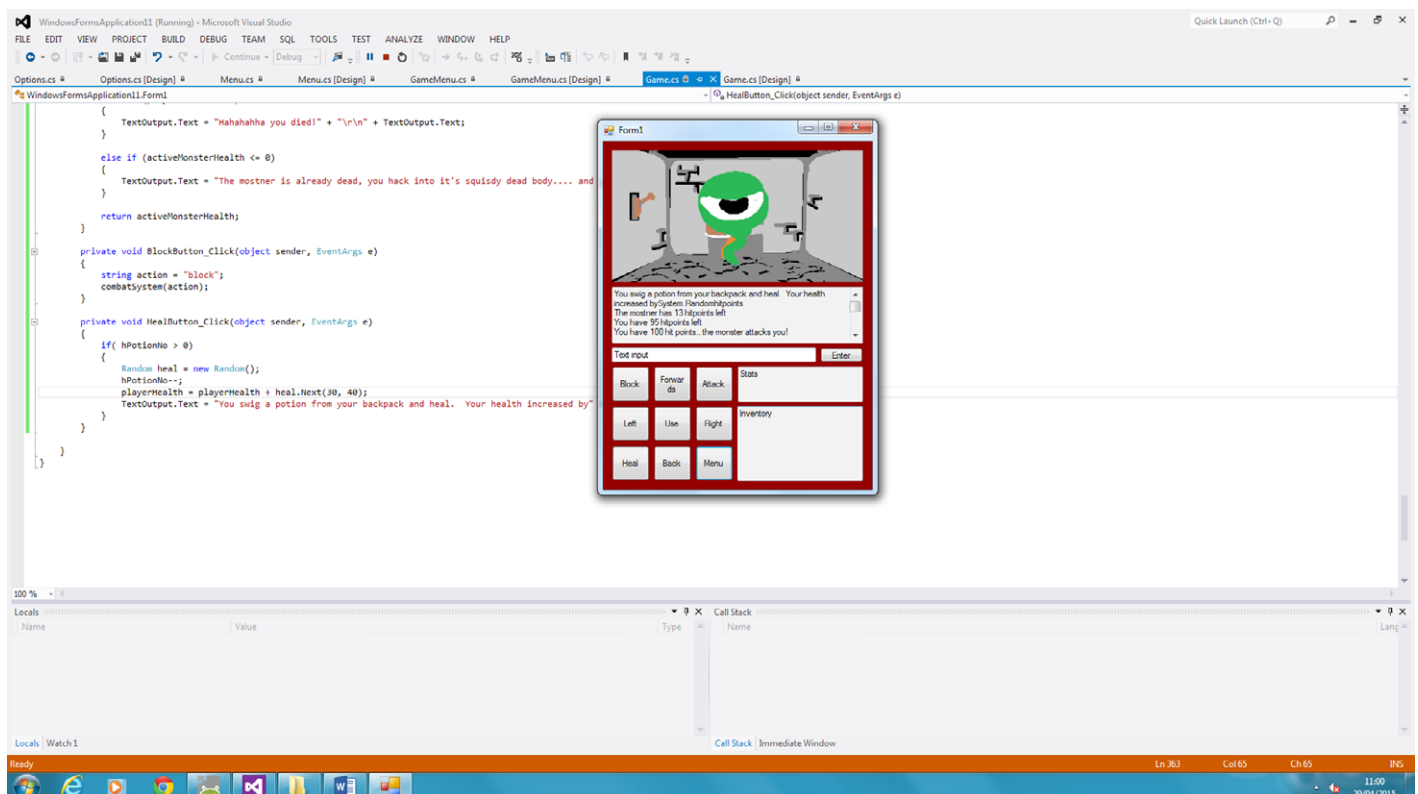 WindowsFormsApplication11 (Running) - Microsoft Visual Studio
Quick Launch (Ctrl+Q)
FILE EDIT VIEW PROJECT BUILD DEBUG TEAM SQL TOOLS TEST ANALYZE WINDOW HELP
Continue Debug
Options.cs Options.cs [Design] Menu.cs Menu.cs [Design] GameMenu.cs GameMenu.cs [Design] Game.cs Game.cs [Design]
WindowsFormsApplication11.Form1
HealButton_Click(object sender, EventArgs e)
{
TextOutput.Text = "Hahahahha you died!" + "\r\n" + TextOutput.Text;
}
else if (activeMonsterHealth <= 0)
{
TextOutput.Text = "The mostner is already dead, you hack into it's squisdy dead body.... and
}
return activeMonsterHealth;
}
private void BlockButton_Click(object sender, EventArgs e)
{
string action = "block";
combatSystem(action);
}
private void HealButton_Click(object sender, EventArgs e)
{
if( hPotionNo > 0)
{
Random heal = new Random();
hPotionNo--;
playerHealth = playerHealth + heal.Next(30, 40);
TextOutput.Text = "You swig a potion from your backpack and heal.  Your health increased by"
}
}
}
}
Form1
You swig a potion from your backpack and heal.  Your health
increased bySystem.Randomhitpoints
The mostner has 13 hitpoints left
You have 95 hitpoints left
You have 100 hit points.. the monster attacks you!
Text input
Enter
Block
Forwar
ds
Attack
Stats
Left
Use
Right
Inventory
Heal
Back
Menu
100 %
Locals
Name Value Type
Call Stack
Name Lang
Locals Watch 1
Call Stack Immediate Window
Ready
Ln 363 Col 65 Ch 65 INS
11:00
29/04/2015